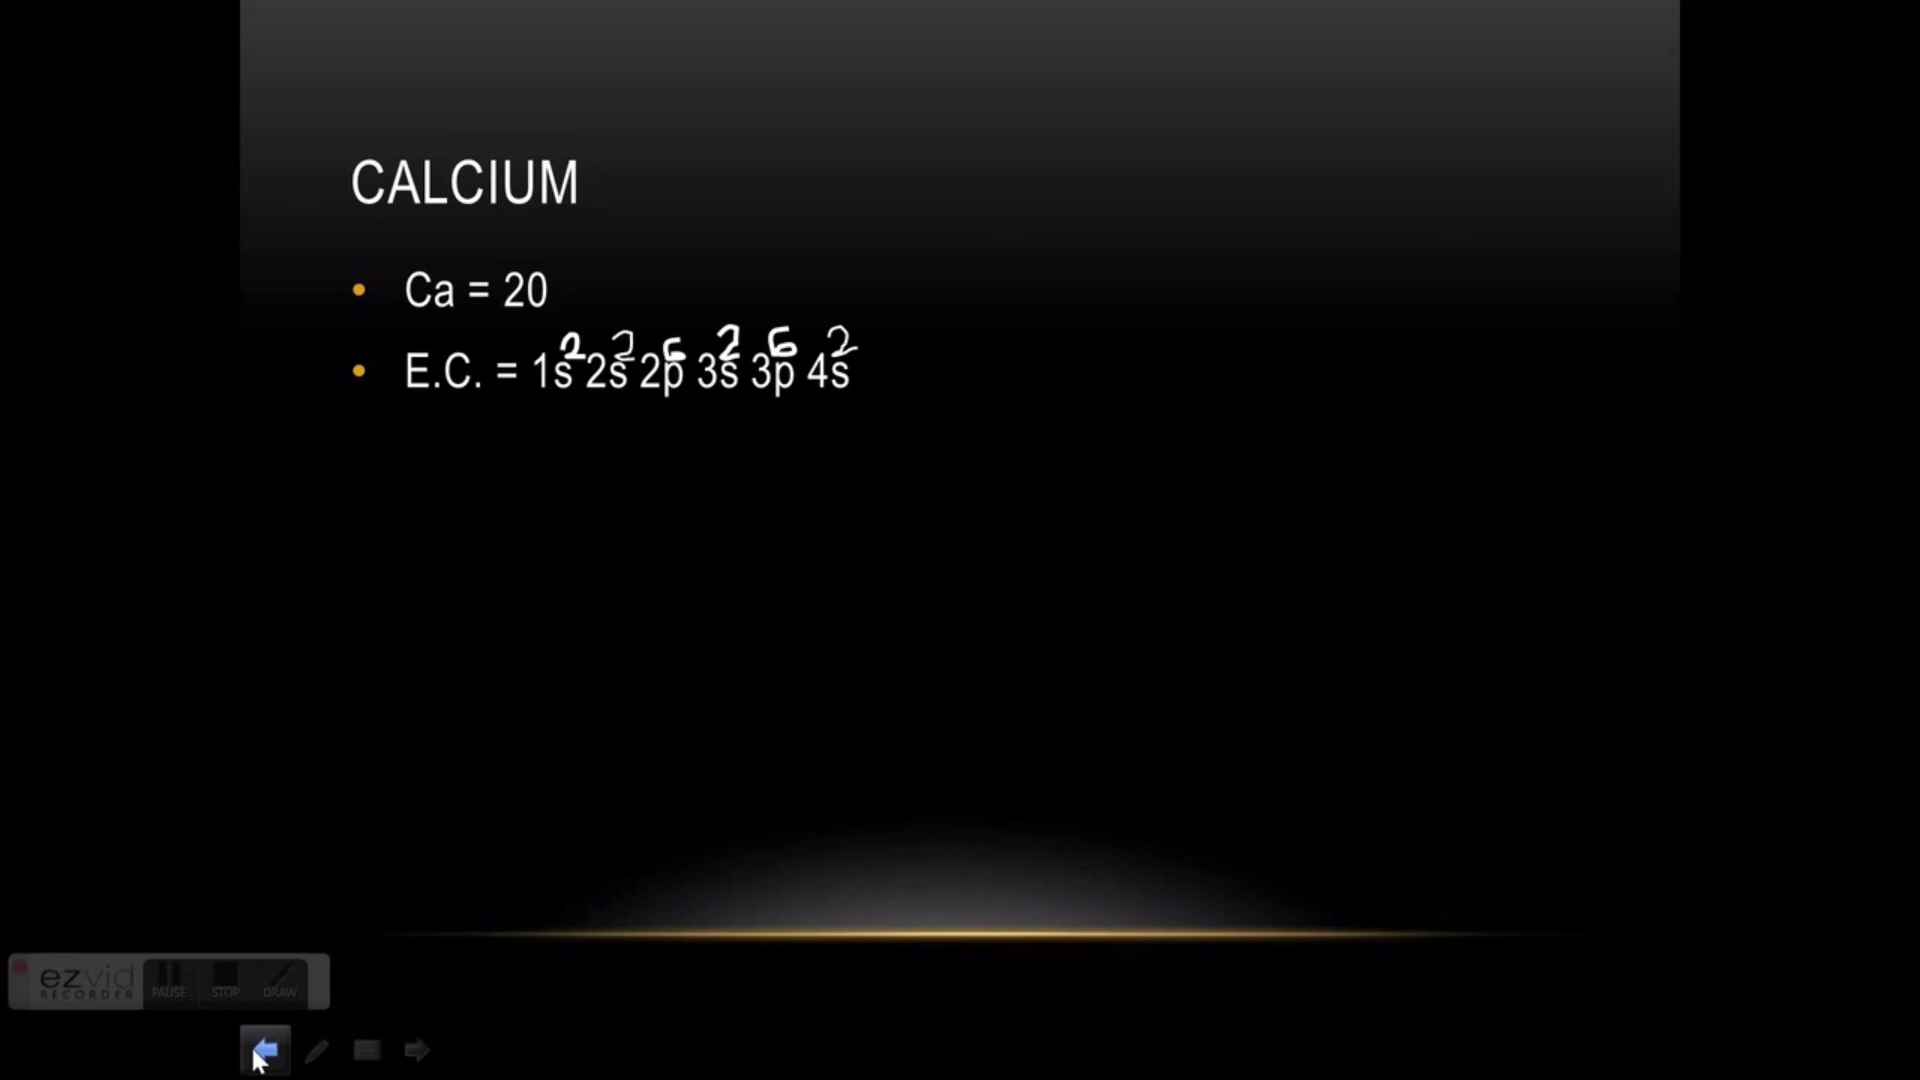 CALCIUM
• Ca = 20
• E.C. = 1s² 2s² 2p⁶ 3s² 3p⁶ 4s²
ezvid
RECORDER
PAUSE STOP DRAW